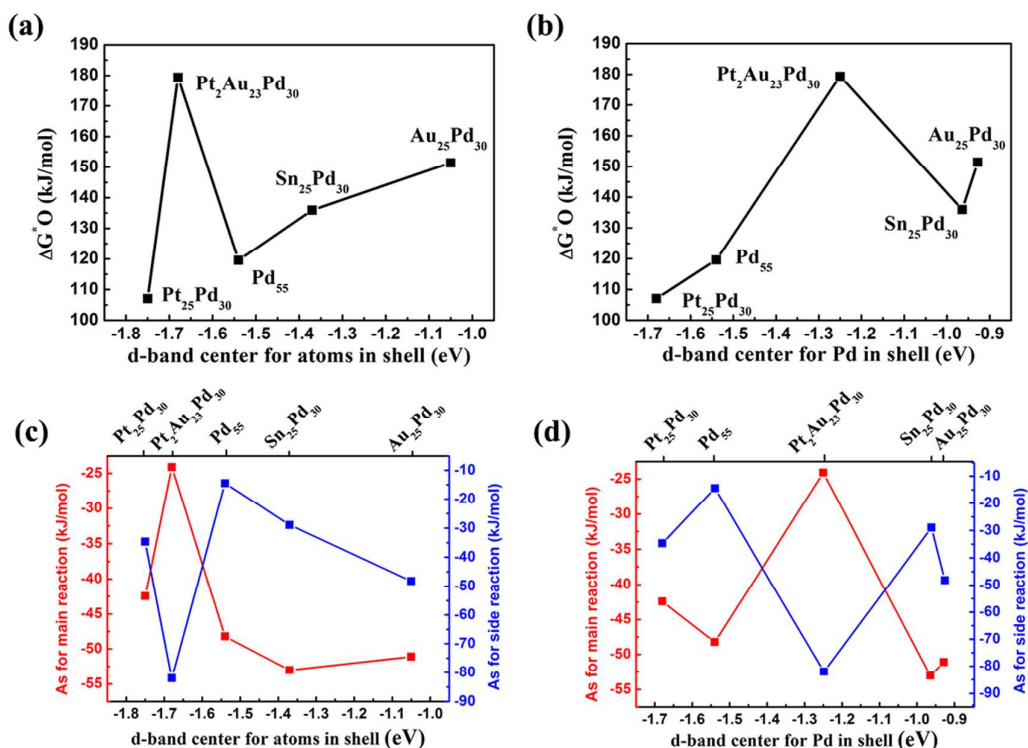 (a)
190
180
170
160
150
140
130
120
110
100
ΔG*O (kJ/mol)
Pt₂Au₂₃Pd₃₀
Au₂₅Pd₃₀
Sn₂₅Pd₃₀
Pd₅₅
Pt₂₅Pd₃₀
-1.8 -1.7 -1.6 -1.5 -1.4 -1.3 -1.2 -1.1 -1.0
d-band center for atoms in shell (eV)
(b)
190
180
170
160
150
140
130
120
110
100
ΔG*O (kJ/mol)
Pt₂Au₂₃Pd₃₀
Au₂₅Pd₃₀
Sn₂₅Pd₃₀
Pd₅₅
Pt₂₅Pd₃₀
-1.7 -1.6 -1.5 -1.4 -1.3 -1.2 -1.1 -1.0 -0.9
d-band center for Pd in shell (eV)
(c)
Pt₂₅Pd₃₀
Pt₂Au₂₃Pd₃₀
Pd₅₅
Sn₂₅Pd₃₀
Au₂₅Pd₃₀
As for main reaction (kJ/mol)
-25
-30
-35
-40
-45
-50
-55
-10
-20
-30
-40
-50
-60
-70
-80
-90
As for side reaction (kJ/mol)
-1.8 -1.7 -1.6 -1.5 -1.4 -1.3 -1.2 -1.1 -1.0
d-band center for atoms in shell (eV)
(d)
Pt₂₅Pd₃₀
Pd₅₅
Pt₂Au₂₃Pd₃₀
Sn₂₅Pd₃₀
Au₂₅Pd₃₀
As for main reaction (kJ/mol)
-25
-30
-35
-40
-45
-50
-55
-10
-20
-30
-40
-50
-60
-70
-80
-90
As for side reaction (kJ/mol)
-1.7 -1.6 -1.5 -1.4 -1.3 -1.2 -1.1 -1.0 -0.9
d-band center for Pd in shell (eV)